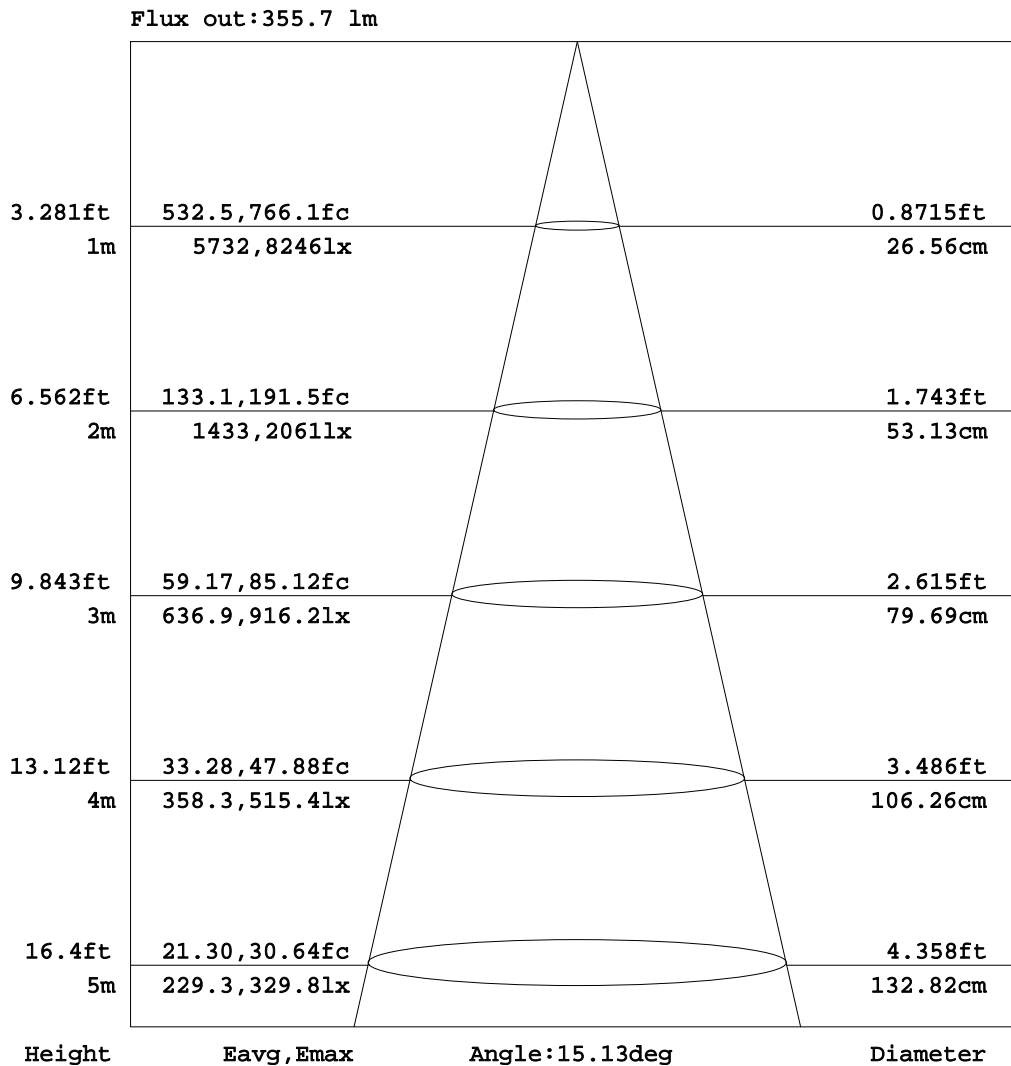 Flux out:355.7 lm
3.281ft 532.5,766.1fc 0.8715ft
1m 5732,8246lx 26.56cm
6.562ft 133.1,191.5fc 1.743ft
2m 1433,2061lx 53.13cm
9.843ft 59.17,85.12fc 2.615ft
3m 636.9,916.2lx 79.69cm
13.12ft 33.28,47.88fc 3.486ft
4m 358.3,515.4lx 106.26cm
16.4ft 21.30,30.64fc 4.358ft
5m 229.3,329.8lx 132.82cm
Height Eavg,Emax Angle:15.13deg Diameter